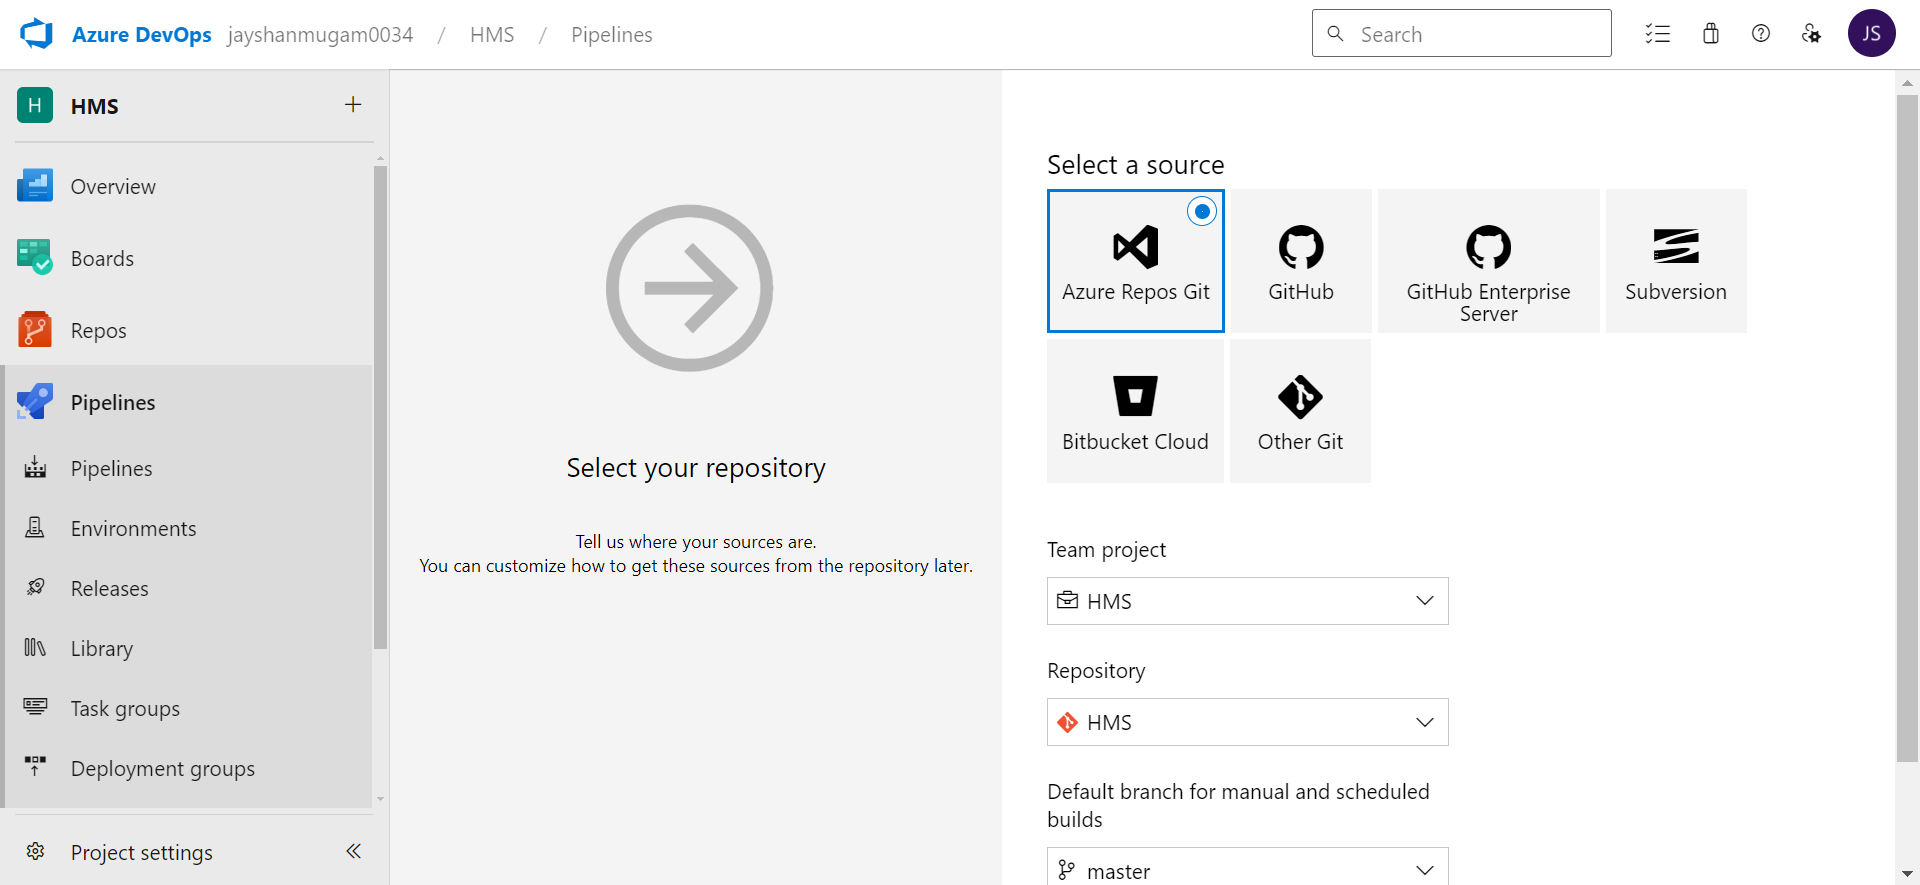 Azure DevOps jayshanmugam0034 / HMS / Pipelines
Search
JS
H HMS
Overview
Boards
Repos
Pipelines
Pipelines
Environments
Releases
Library
Task groups
Deployment groups
Project settings
Select your repository
Tell us where your sources are.
You can customize how to get these sources from the repository later.
Select a source
Azure Repos Git
GitHub
GitHub Enterprise
Server
Subversion
Bitbucket Cloud
Other Git
Team project
HMS
Repository
HMS
Default branch for manual and scheduled
builds
master